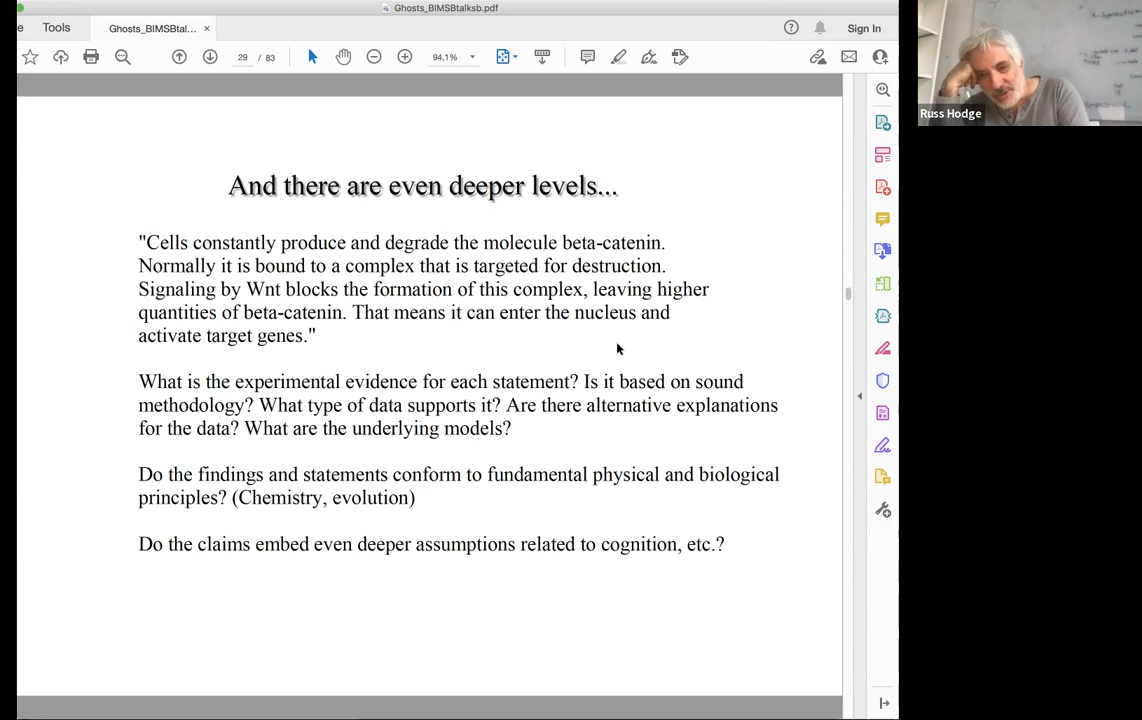 Ghosts_BIMSBtalksb.pdf
e Tools Ghosts_BIMSBtal... × Sign In
29 / 83 94,1%
And there are even deeper levels...
"Cells constantly produce and degrade the molecule beta-catenin.
Normally it is bound to a complex that is targeted for destruction.
Signaling by Wnt blocks the formation of this complex, leaving higher
quantities of beta-catenin. That means it can enter the nucleus and
activate target genes."
What is the experimental evidence for each statement? Is it based on sound
methodology? What type of data supports it? Are there alternative explanations
for the data? What are the underlying models?
Do the findings and statements conform to fundamental physical and biological
principles? (Chemistry, evolution)
Do the claims embed even deeper assumptions related to cognition, etc.?
Russ Hodge